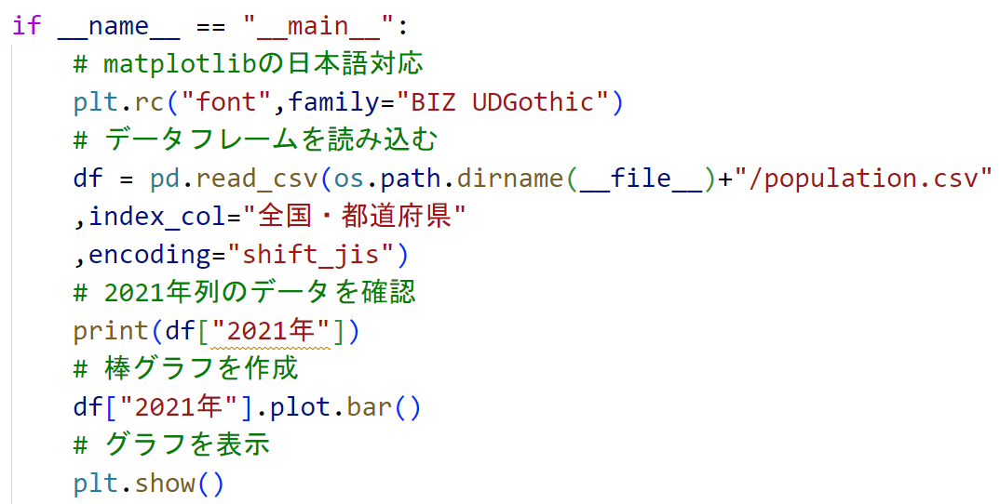 if __name__ == "__main__":
    # matplotlibの日本語対応
    plt.rc("font",family="BIZ UDGothic")
    # データフレームを読み込む
    df = pd.read_csv(os.path.dirname(__file__)+"/population.csv"
    ,index_col="全国・都道府県"
    ,encoding="shift_jis")
    # 2021年列のデータを確認
    print(df["2021年"])
    # 棒グラフを作成
    df["2021年"].plot.bar()
    # グラフを表示
    plt.show()